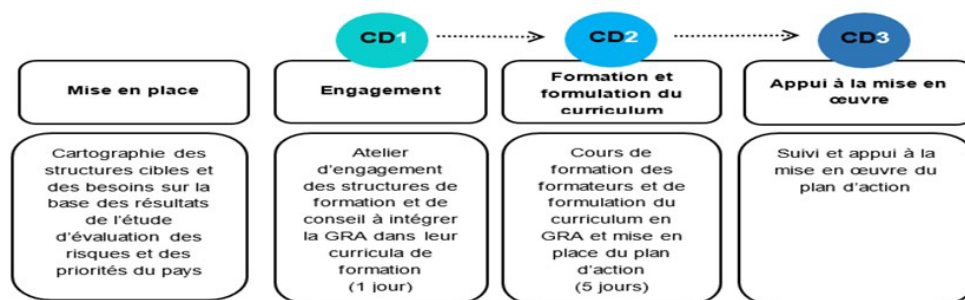 CD1
CD2
CD3
Mise en place
Engagement
Formation et
formulation du
curriculum
Appui à la mise en
œuvre
Cartographie des
structures cibles et
des besoins sur la
base des résultats
de l'étude
d'évaluation des
risques et des
priorités du pays
Atelier
d'engagement
des structures de
formation et de
conseil à intégrer
la GRA dans leur
curricula de
formation
(1 jour)
Cours de
formation des
formateurs et de
formulation du
curriculum en
GRA et mise en
place du plan
d'action
(5 jours)
Suivi et appui à la
mise en œuvre du
plan d'action